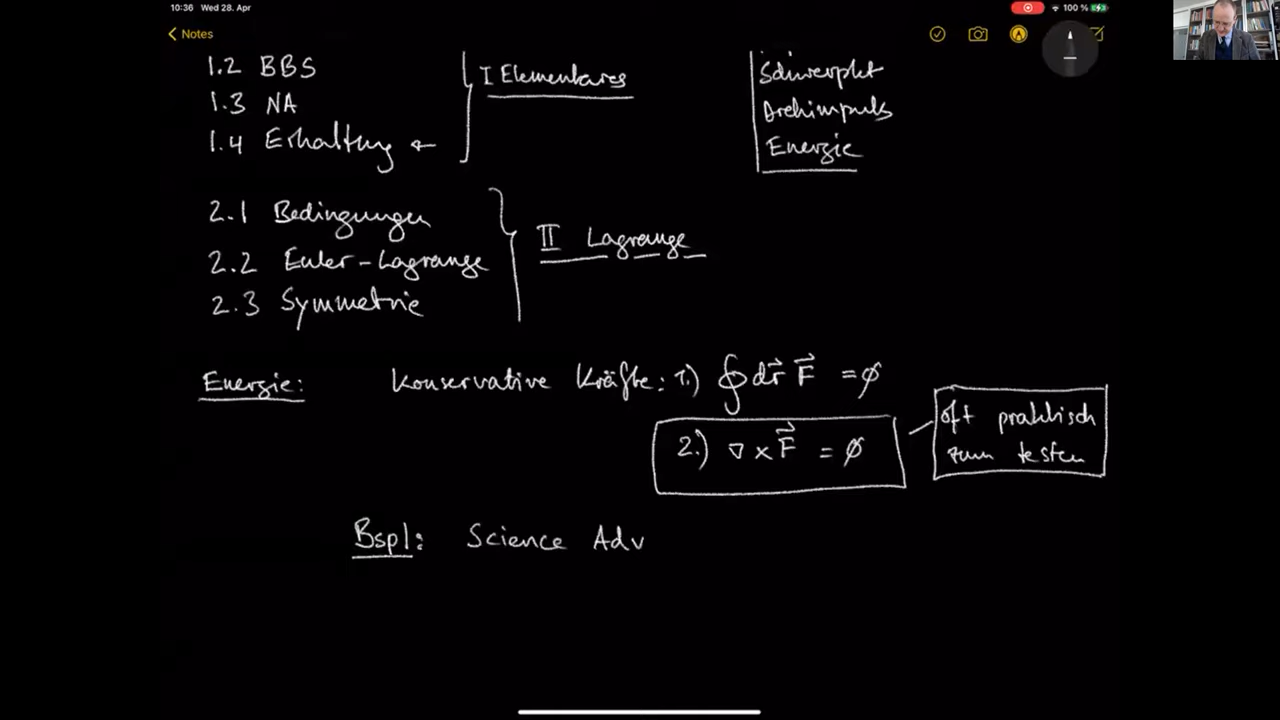 10:36 Mit 28. Apr
100 %
Notes
1.2 BBS
1.3 NA
1.4 Erhaltung ←
I Elementares
Schwerpkt
Drehimpuls
Energie
2.1 Bedingungen
2.2 Euler-Lagrange
2.3 Symmetrie
II Lagrange
Energie: Konservative Kräfte: 1.) ∮ dr⃗ F⃗ = ∅
2.) ∇ × F⃗ = ∅
oft praktisch
zum testen
Bspl: Science Adv